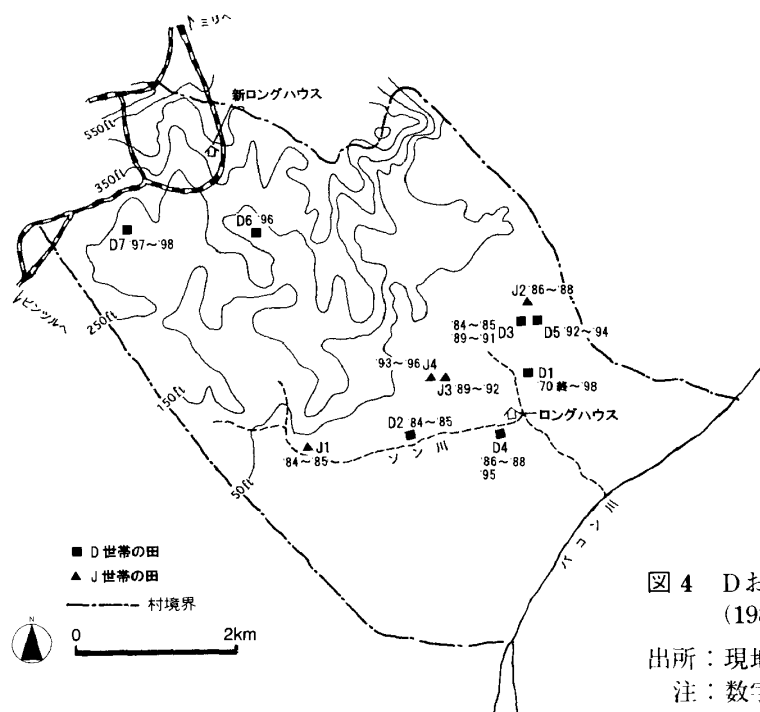 ミリへ
新ロングハウス
550ft
350ft
D6 '96
D7 '97～'98
ビンツルへ
250ft
J2 '86～'88
'84～'85
'89～'91
D3
D5 '92～'94
'93～'96 J4
J3 '89～'92
D1
'70終～'98
150ft
ロングハウス
D2 '84～'85
ソン川
D4
'86～'88
'95
J1
'84～'85
50ft
バコン川
■ D世帯の田
▲ J世帯の田
村境界
N
0 2km
図4 Dお
(198
出所：現地
注：数字